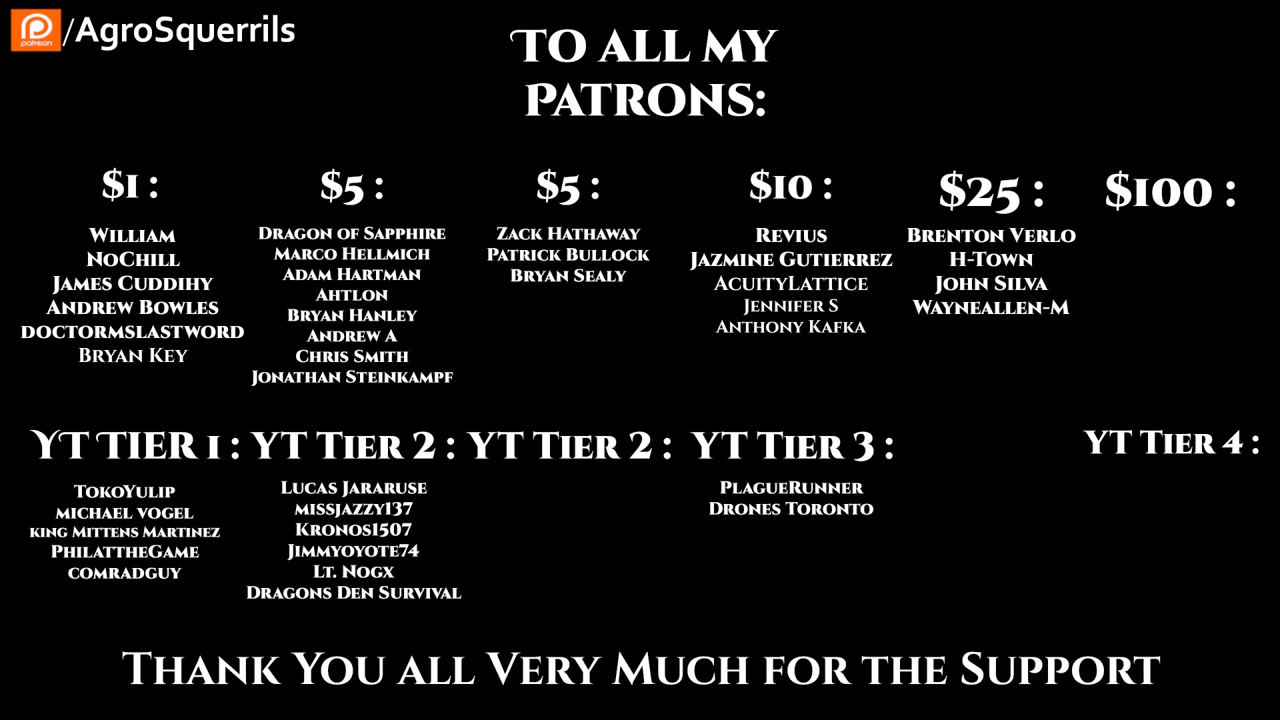 patreon
/AgroSquerrils
To all my
Patrons:
$1 :
William
NoChill
James Cuddihy
Andrew Bowles
doctormslastword
Bryan Key
$5 :
Dragon of Sapphire
Marco Hellmich
Adam Hartman
Ahtlon
Bryan Hanley
Andrew A
Chris Smith
Jonathan Steinkampf
$5 :
Zack Hathaway
Patrick Bullock
Bryan Sealy
$10 :
Revius
Jazmine Gutierrez
AcuityLattice
Jennifer S
Anthony Kafka
$25 :
Brenton Verlo
H-Town
John Silva
Wayneallen-M
$100 :
YT Tier 1 :
TokoYulip
michael vogel
king Mittens Martinez
PhilattheGame
comradguy
YT Tier 2 :
Lucas Jararuse
missjazzy137
Kronos1507
Jimmyoyote74
Lt. Nogx
Dragons Den Survival
YT Tier 2 :
YT Tier 3 :
PlagueRunner
Drones Toronto
YT Tier 4 :
Thank You all Very Much for the Support